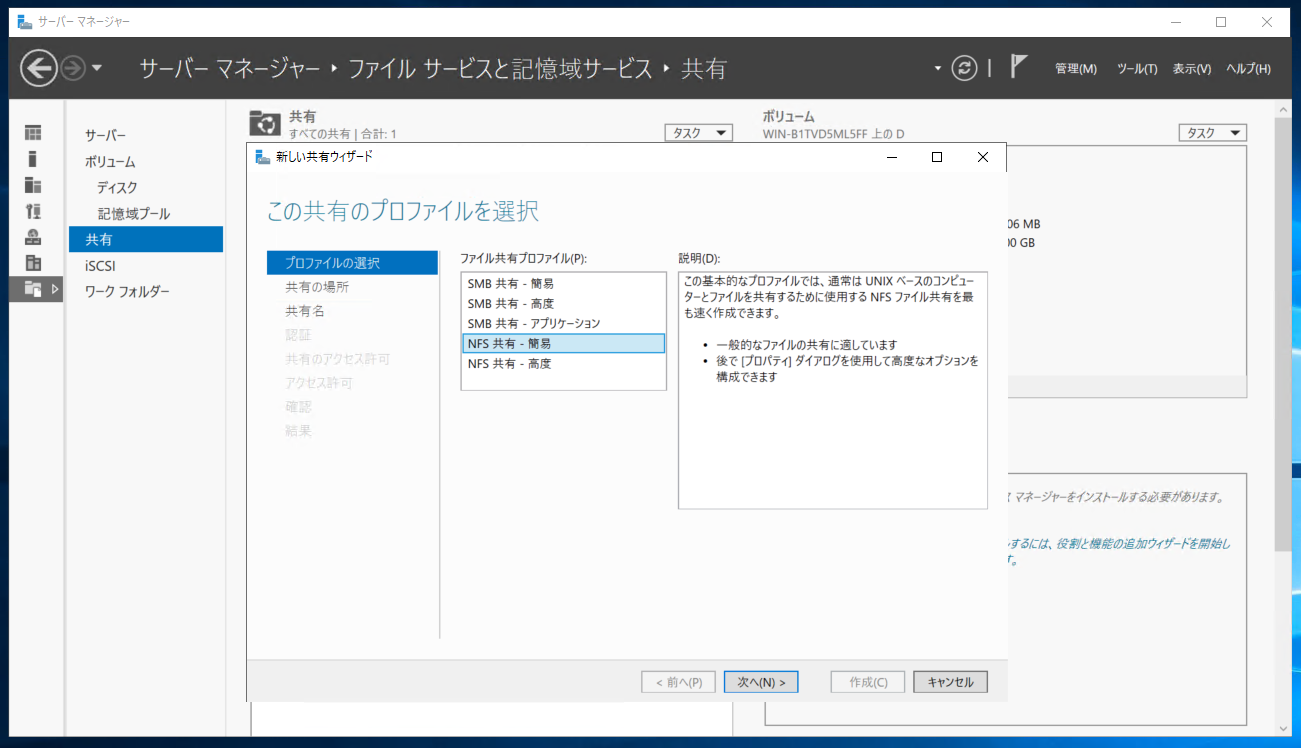 サーバー マネージャー
サーバー マネージャー ‣ ファイル サービスと記憶域サービス ‣ 共有
管理(M) ツール(T) 表示(V) ヘルプ(H)
サーバー
ボリューム
ディスク
記憶域プール
共有
iSCSI
ワーク フォルダー
共有
すべての共有 | 合計: 1
タスク
ボリューム
WIN-B1TVD5ML5FF 上の D
タスク
新しい共有ウィザード
この共有のプロファイルを選択
プロファイルの選択
共有の場所
共有名
認証
共有のアクセス許可
アクセス許可
確認
結果
ファイル共有プロファイル(P):
SMB 共有 - 簡易
SMB 共有 - 高度
SMB 共有 - アプリケーション
NFS 共有 - 簡易
NFS 共有 - 高度
説明(D):
この基本的なプロファイルでは、通常は UNIX ベースのコンピュー
ターとファイルを共有するために使用する NFS ファイル共有を最
も速く作成できます。
• 一般的なファイルの共有に適しています
• 後で [プロパティ] ダイアログを使用して高度なオプションを
構成できます
06 MB
00 GB
マネージャーをインストールする必要があります。
するには、役割と機能の追加ウィザードを開始し
す。
< 前へ(P)
次へ(N) >
作成(C)
キャンセル